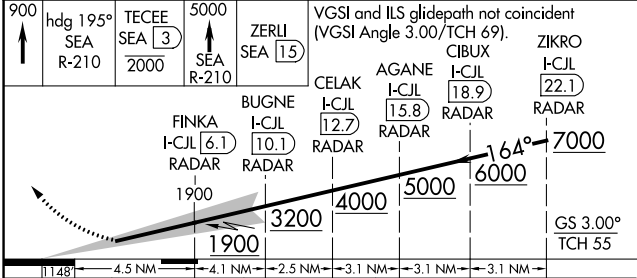 900
hdg 195°
SEA
R-210
TECEE
SEA 3
2000
5000
SEA
R-210
ZERLI
SEA 15
VGSI and ILS glidepath not coincident
(VGSI Angle 3.00/TCH 69).
FINKA
I-CJL 6.1
RADAR
BUGNE
I-CJL
10.1
RADAR
CELAK
I-CJL
12.7
RADAR
AGANE
I-CJL
15.8
RADAR
CIBUX
I-CJL
18.9
RADAR
ZIKRO
I-CJL
22.1
RADAR
1900
164°
7000
6000
5000
4000
3200
1900
GS 3.00°
TCH 55
1148'
4.5 NM
4.1 NM
2.5 NM
3.1 NM
3.1 NM
3.1 NM